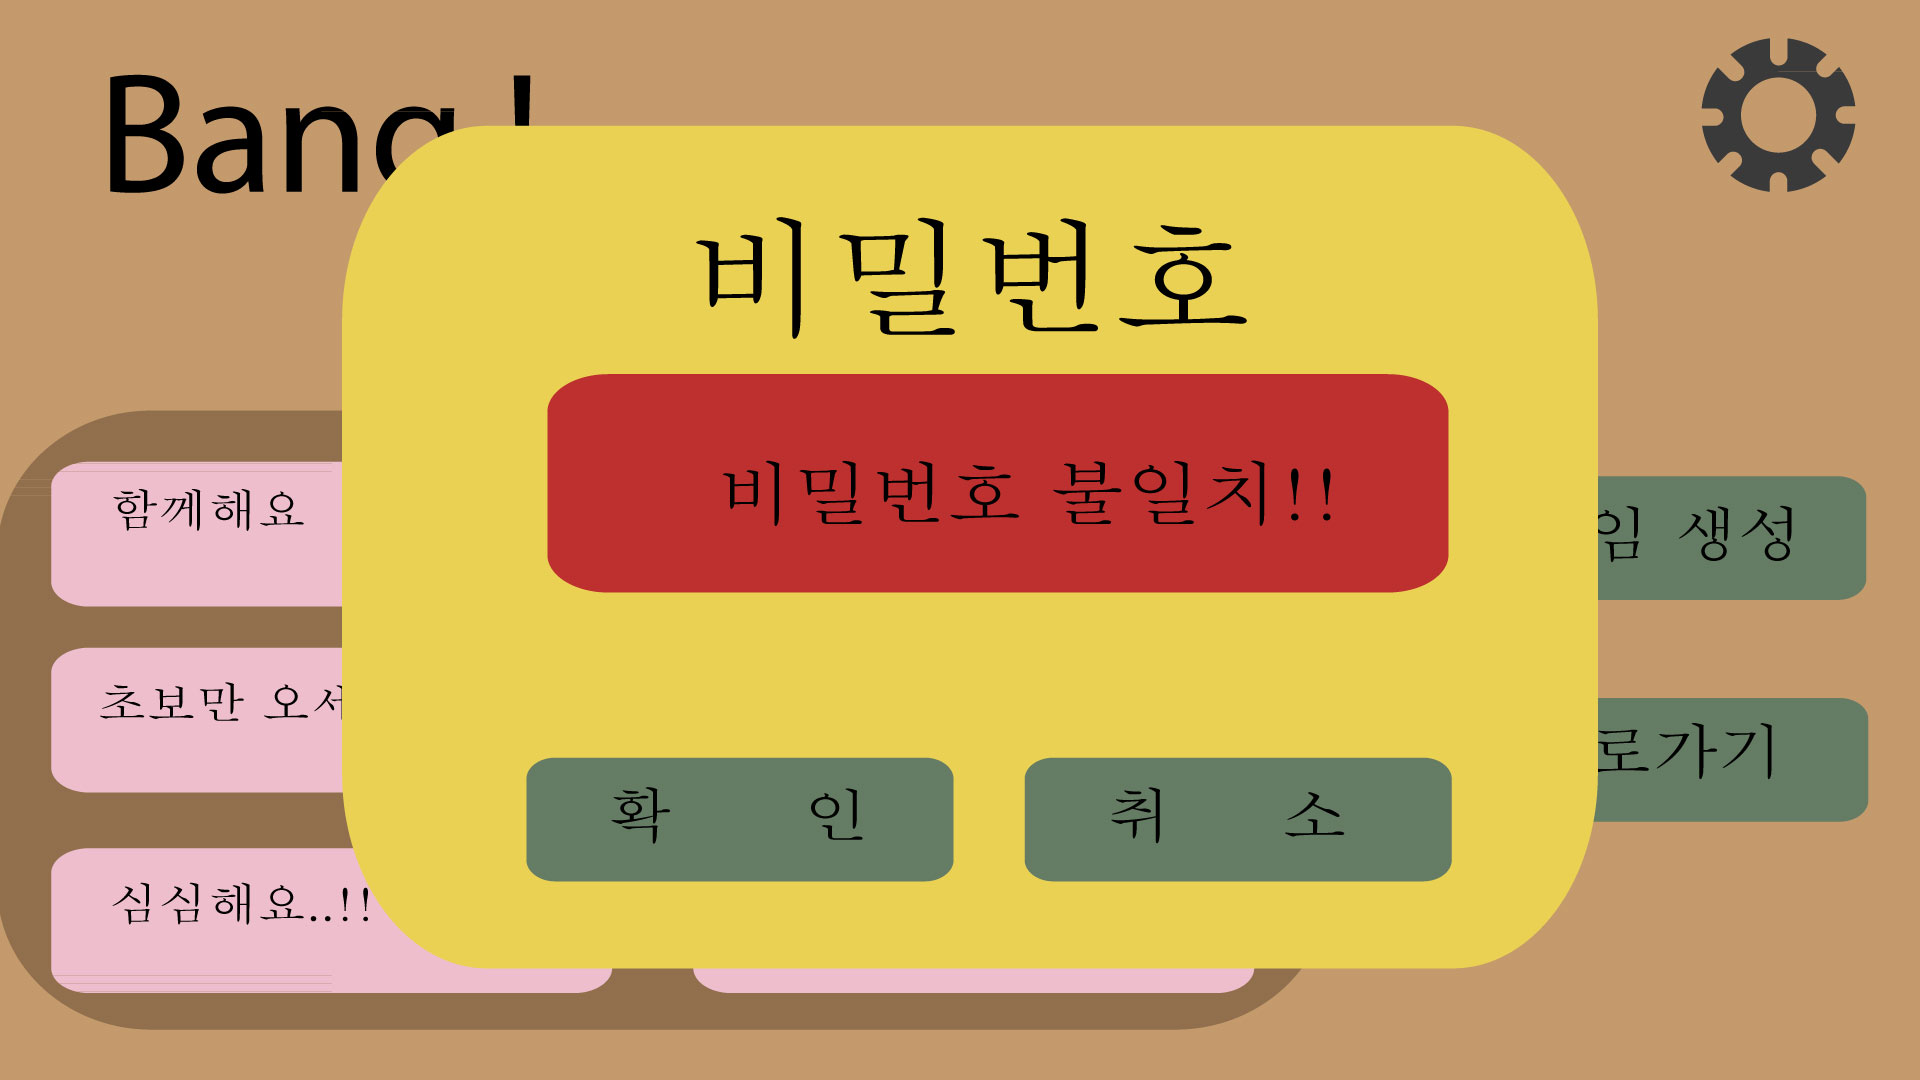 Bang !
비밀번호
비밀번호 불일치!!
함께해요
임 생성
초보만
로가기
확 인
취 소
심심해요..!!